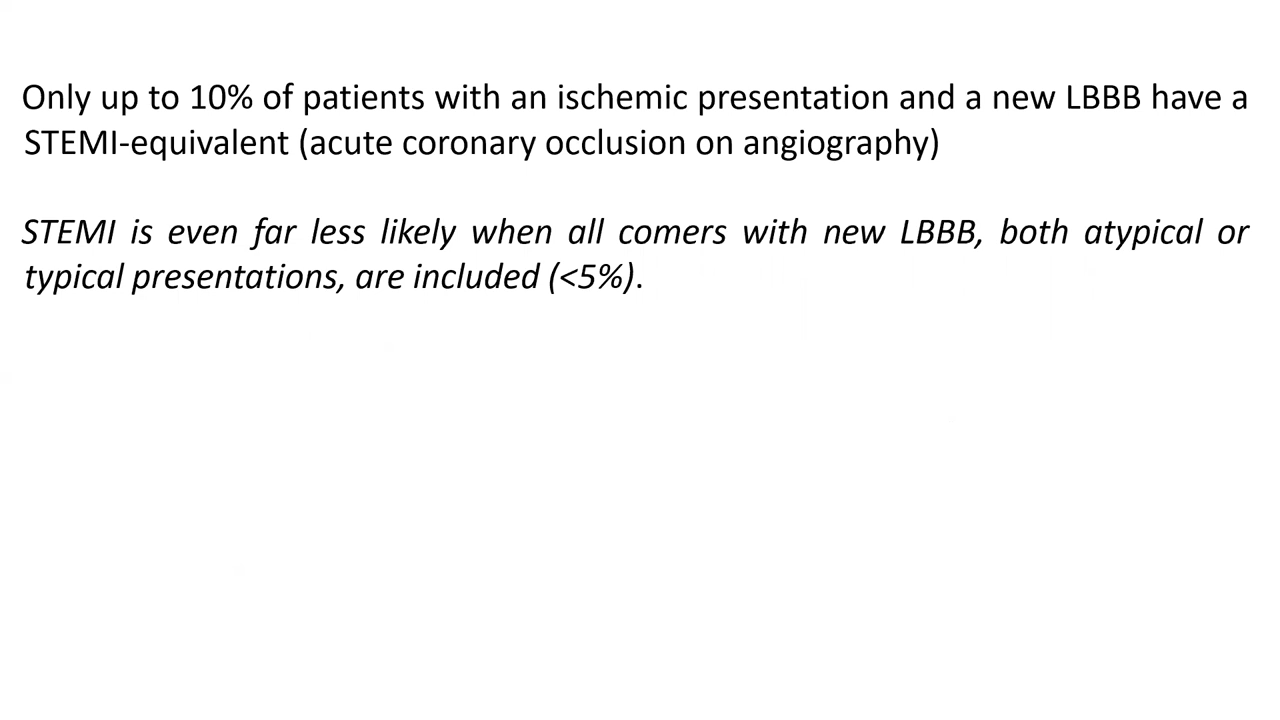 Only up to 10% of patients with an ischemic presentation and a new LBBB have a
STEMI-equivalent (acute coronary occlusion on angiography)
STEMI is even far less likely when all comers with new LBBB, both atypical or
typical presentations, are included (<5%).